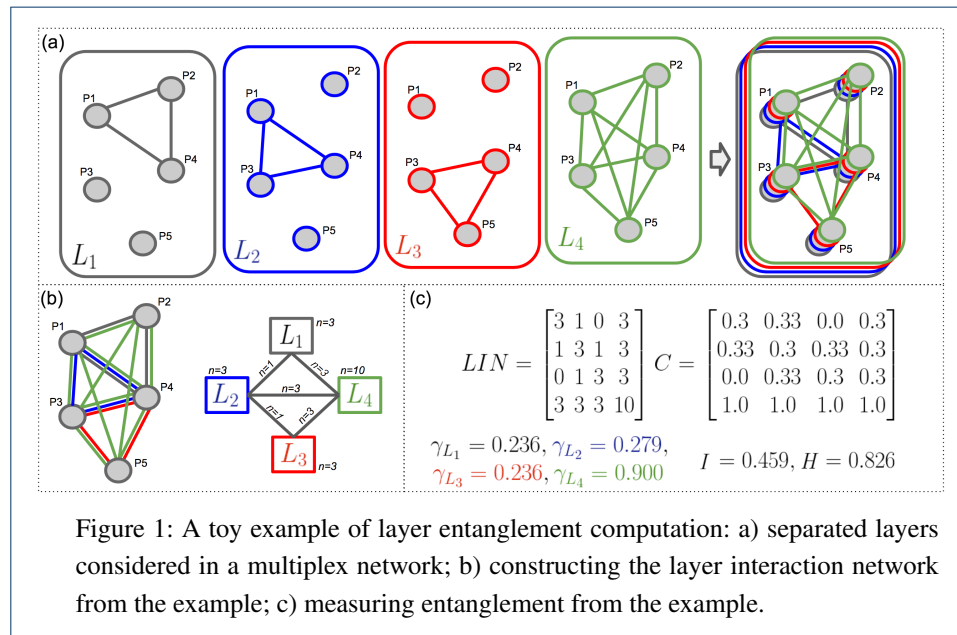 (a)
P1
P2
P3
P4
P5
L1
P1
P2
P3
P4
P5
L2
P1
P2
P3
P4
P5
L3
P1
P2
P3
P4
P5
L4
P1
P2
P3
P4
P5
(b)
P1
P2
P3
P4
P5
L1 n=3
n=3 L2
n=10 L4
L3 n=3
n=1
n=3
n=3
n=1
n=3
(c)
LIN = [3 1 0 3
1 3 1 3
0 1 3 3
3 3 3 10]
C = [0.3 0.33 0.0 0.3
0.33 0.3 0.33 0.3
0.0 0.33 0.3 0.3
1.0 1.0 1.0 1.0]
γL1 = 0.236, γL2 = 0.279,
γL3 = 0.236, γL4 = 0.900
I = 0.459, H = 0.826
Figure 1: A toy example of layer entanglement computation: a) separated layers
considered in a multiplex network; b) constructing the layer interaction network
from the example; c) measuring entanglement from the example.